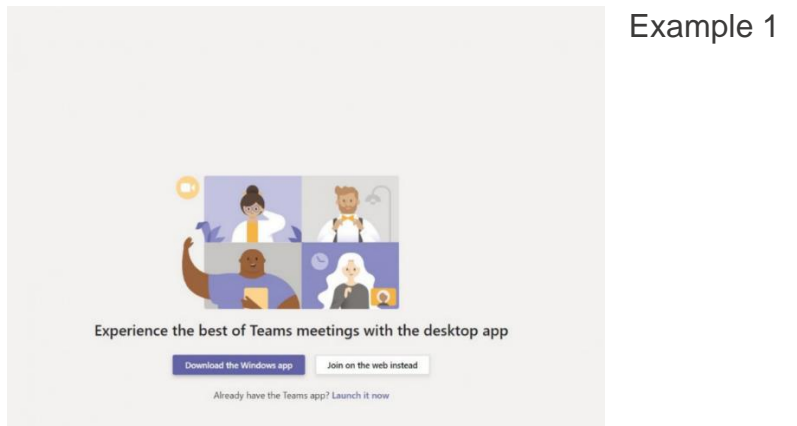 Example 1
Experience the best of Teams meetings with the desktop app
Download the Windows app
Join on the web instead
Already have the Teams app? Launch it now